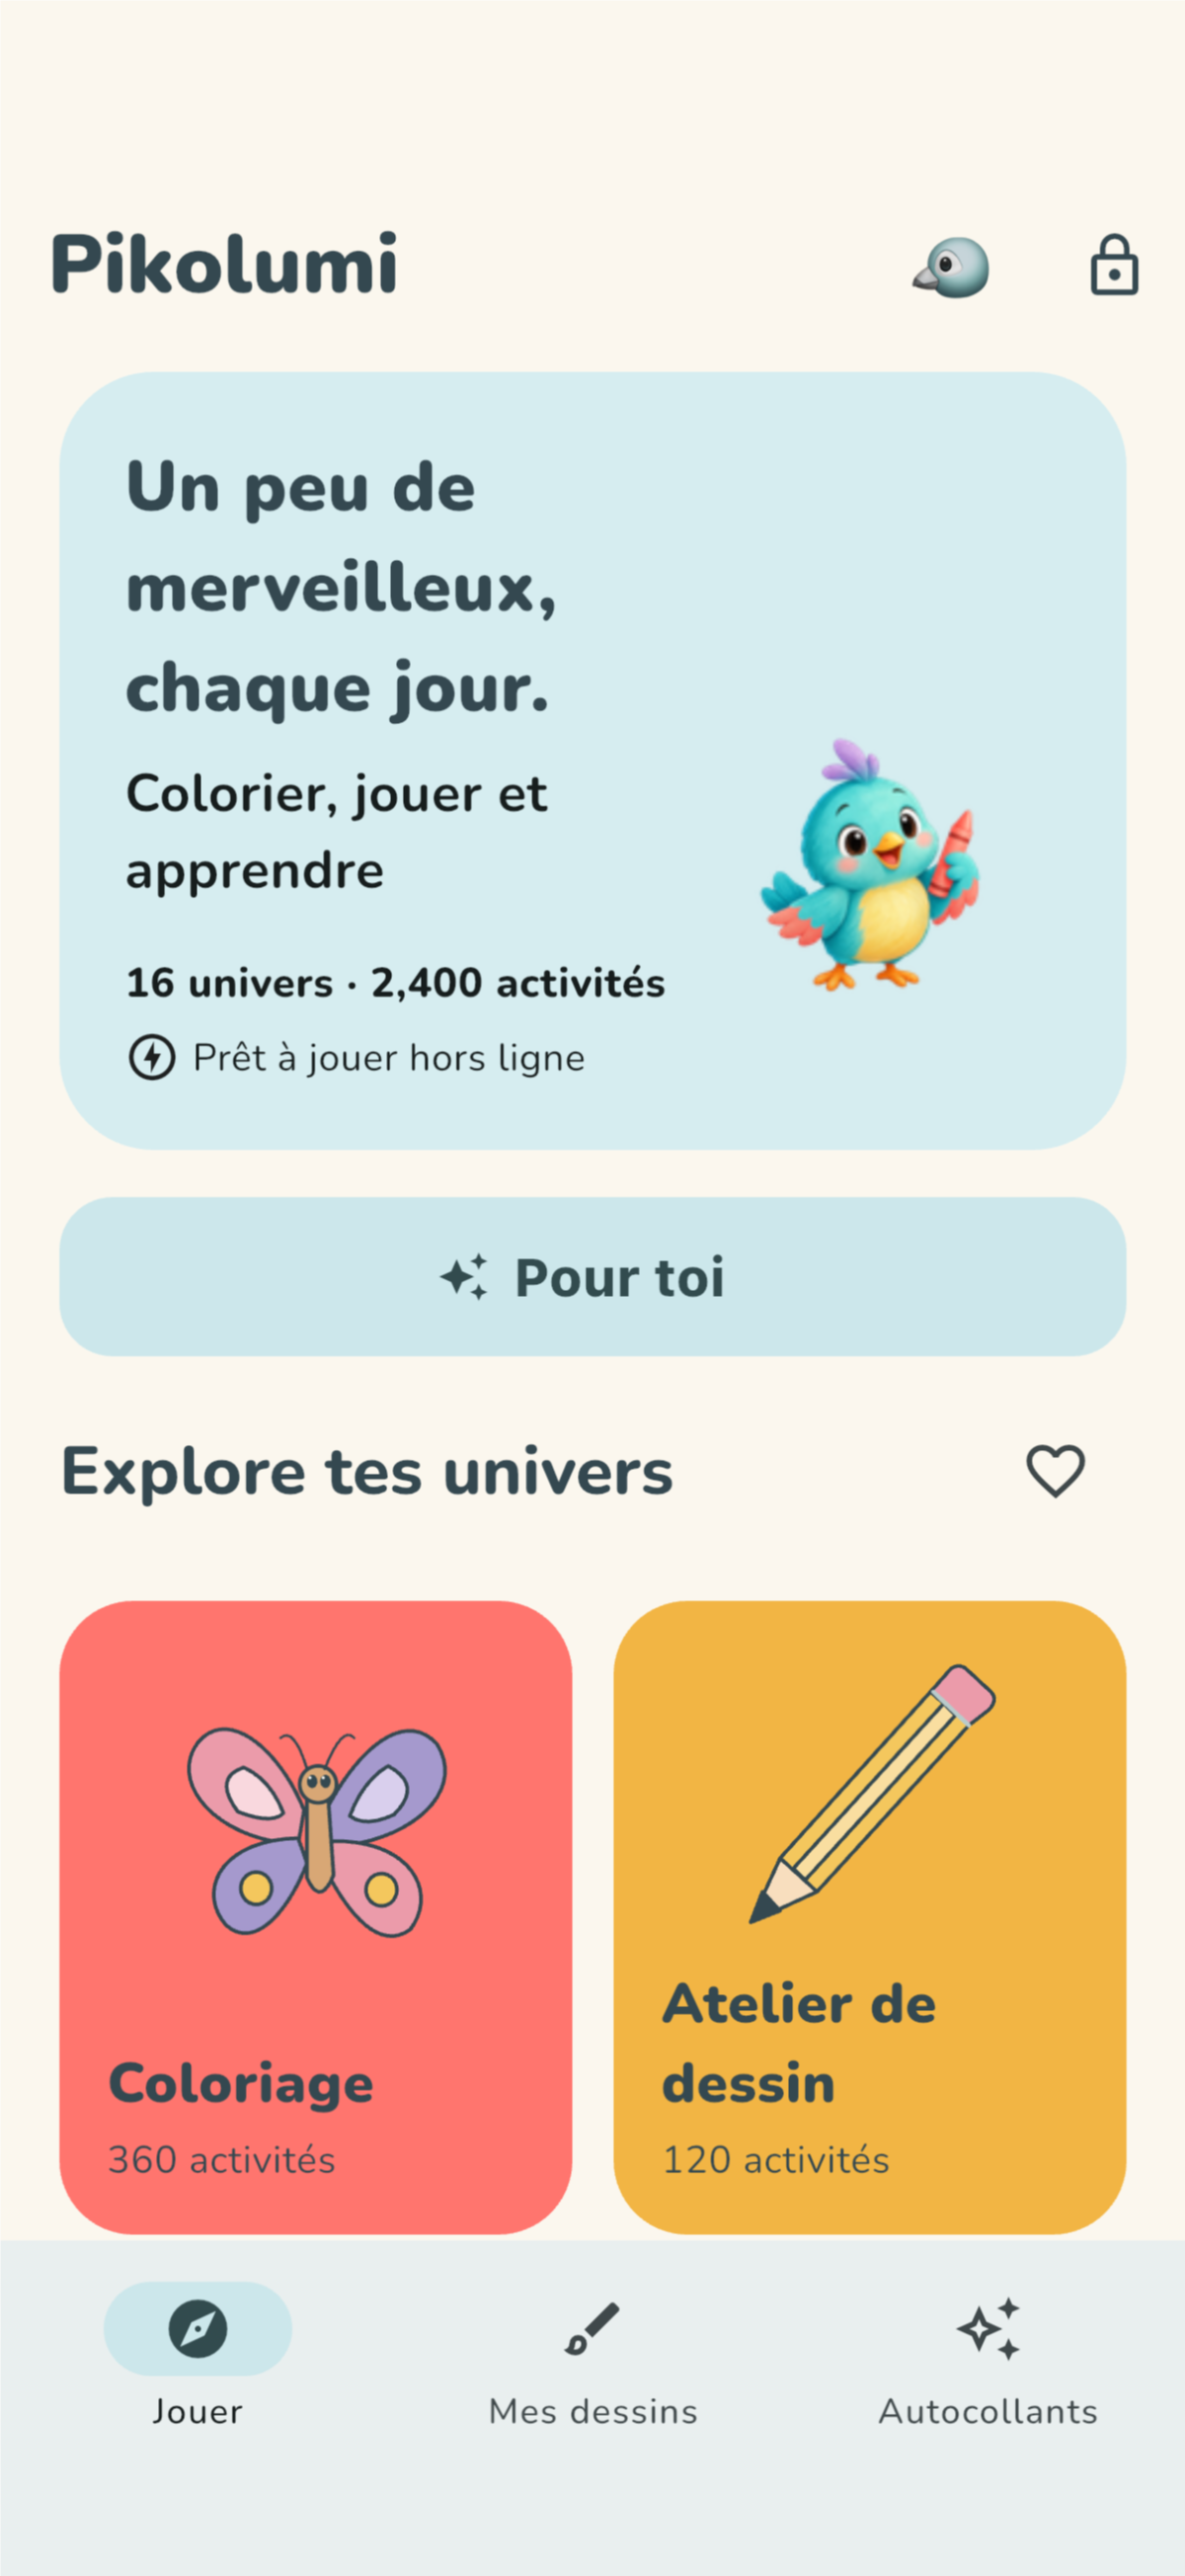 Pikolumi
Un peu de
merveilleux,
chaque jour.
Colorier, jouer et
apprendre
16 univers · 2,400 activités
Prêt à jouer hors ligne
Pour toi
Explore tes univers
Coloriage
360 activités
Atelier de
dessin
120 activités
Jouer
Mes dessins
Autocollants